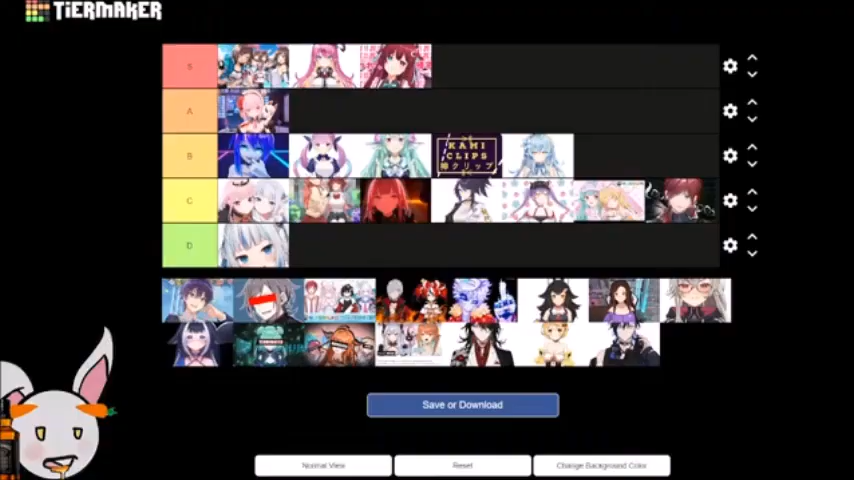 TiERMAKER
S
A
B
KAMI
CLIPS
神クリップ
C
D
Save or Download
Normal View
Reset
Change Background Color